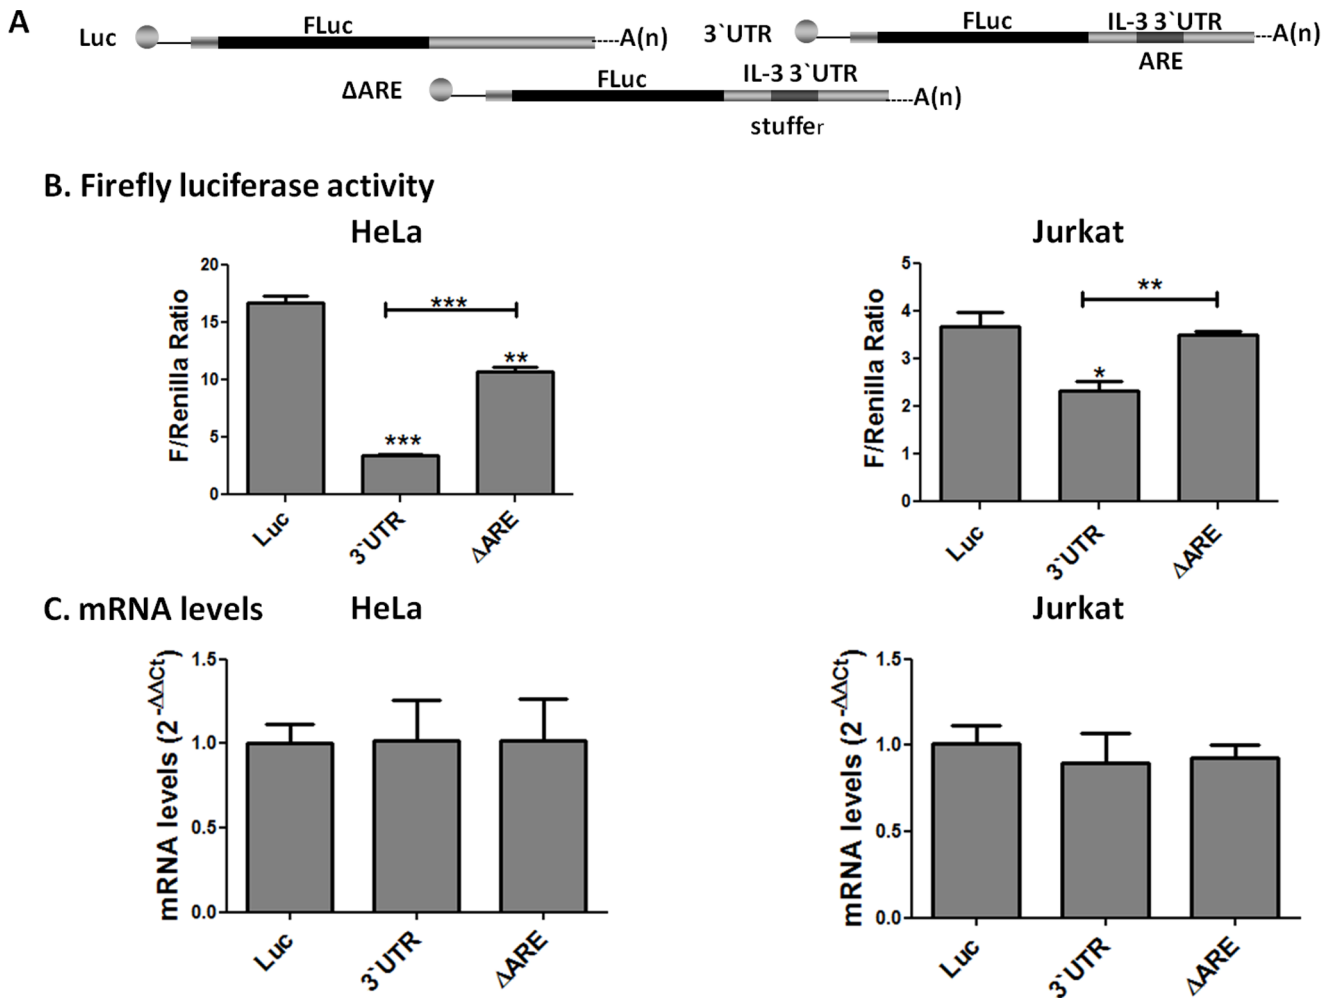 A
Luc FLuc A(n)
3`UTR FLuc IL-3 3`UTR A(n)
ARE
ΔARE FLuc IL-3 3`UTR A(n)
stuffer
B. Firefly luciferase activity
HeLa
F/Renilla Ratio
20
15
10
5
0
***
***
**
Luc
3`UTR
ΔARE
Jurkat
F/Renilla Ratio
5
4
3
2
1
0
**
*
Luc
3`UTR
ΔARE
C. mRNA levels
HeLa
mRNA levels (2^-ΔΔCt)
1.5
1.0
0.5
0.0
Luc
3`UTR
ΔARE
Jurkat
mRNA levels (2^-ΔΔCt)
1.5
1.0
0.5
0.0
Luc
3`UTR
ΔARE